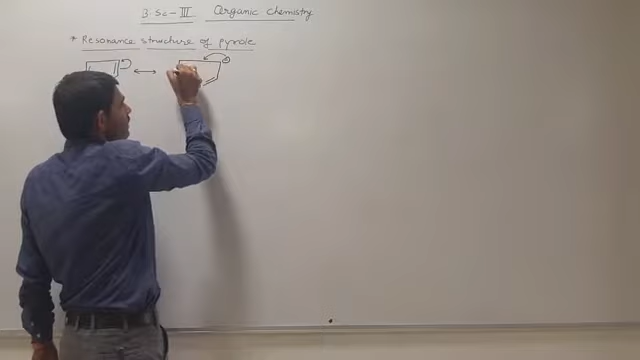 B.Sc-III Organic chemistry
* Resonance structure of pyrrole